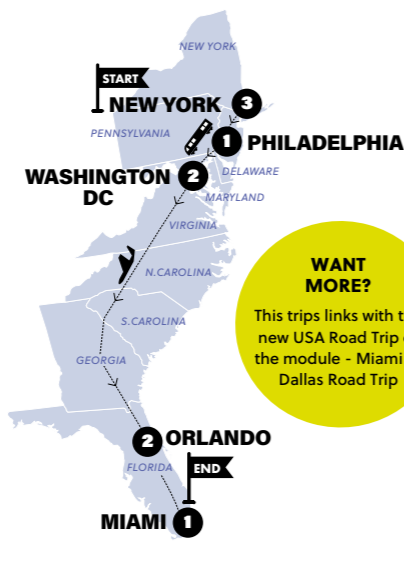 NEW YORK
START
NEW YORK 3
PENNSYLVANIA
1 PHILADELPHIA
WASHINGTON 2
DC
DELAWARE
MARYLAND
VIRGINIA
N.CAROLINA
S.CAROLINA
GEORGIA
WANT
MORE?
This trips links with
new USA Road Trip
the module - Miami
Dallas Road Trip
2 ORLANDO
FLORIDA
END
MIAMI 1